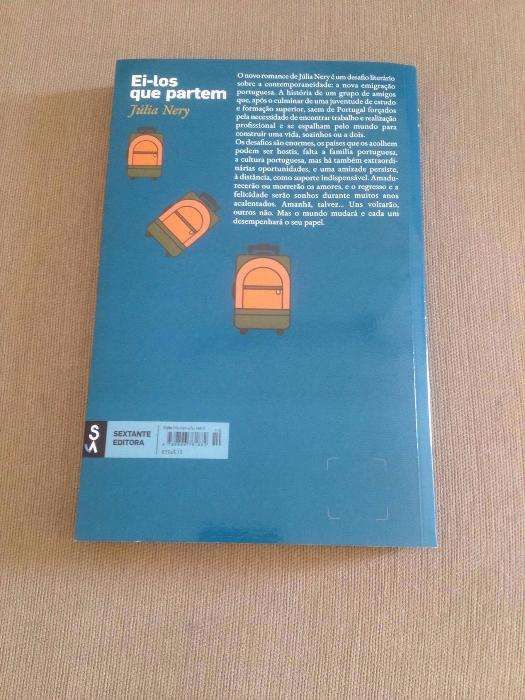 Ei-los
que partem
Júlia Nery
O novo romance de Júlia Nery é um desafio literário
sobre a contemporaneidade: a nova emigração
portuguesa. A história de um grupo de amigos
que, após o culminar de uma juventude de estudo
e formação superior, saem de Portugal forçados
pela necessidade de encontrar trabalho e realização
profissional e se espalham pelo mundo para
construir uma vida, sozinhos ou a dois.
Os desafios são enormes, os países que os acolhem
podem ser hostis, falta a família portuguesa,
a cultura portuguesa, mas há também extraordi-
nárias oportunidades, e uma amizade persiste,
à distância, como suporte indisponsável. Amadu-
recerão ou morrerão os amores, e o regresso e a
felicidade serão sonhos durante muitos anos
acalentados. Amanhã, talvez... Uns voltarão,
outros não. Mas o mundo mudará e cada um
desempenhará o seu papel.
SEXTANTE
EDITORA